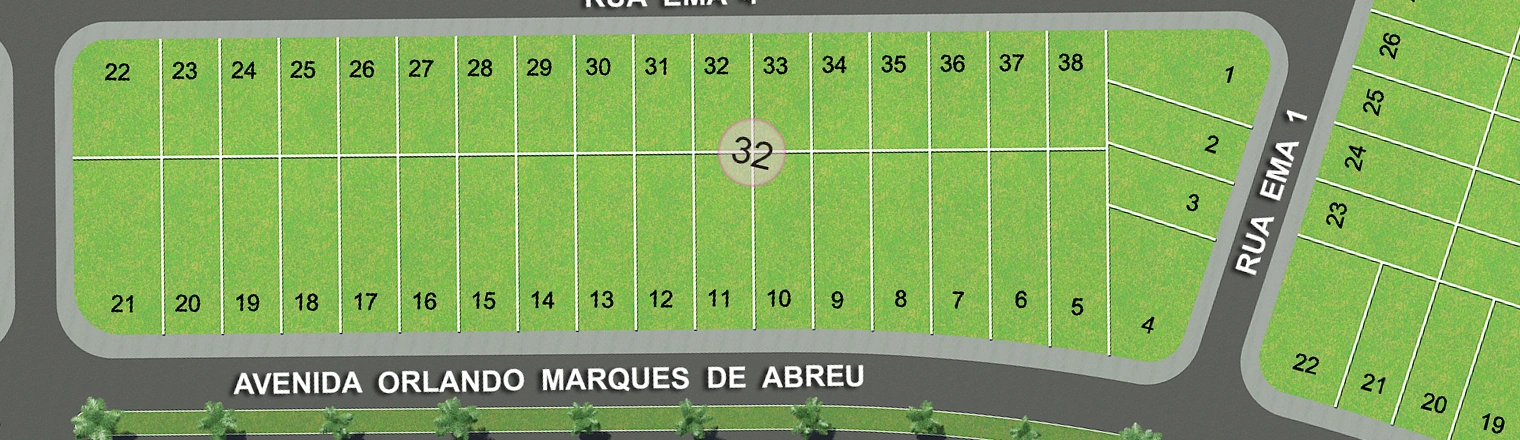 RUA EMA
22 23 24 25 26 27 28 29 30 31 32 33 34 35 36 37 38
1
2
3
4
32
21 20 19 18 17 16 15 14 13 12 11 10 9 8 7 6 5
RUA EMA 1
26
25
24
23
22 21 20 19
AVENIDA ORLANDO MARQUES DE ABREU